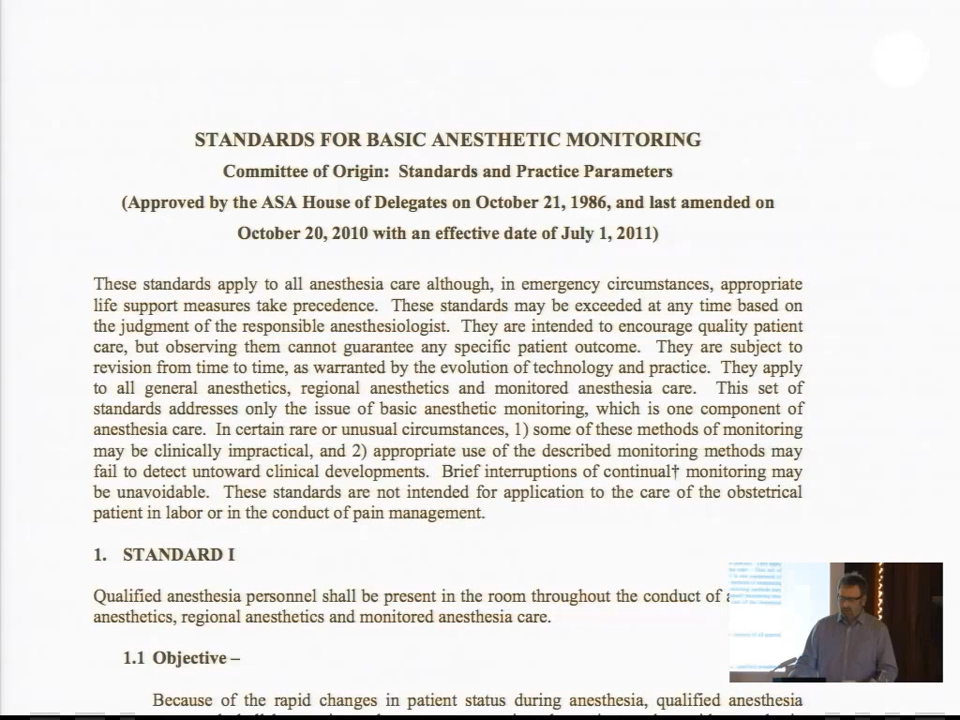 STANDARDS FOR BASIC ANESTHETIC MONITORING
Committee of Origin: Standards and Practice Parameters
(Approved by the ASA House of Delegates on October 21, 1986, and last amended on
October 20, 2010 with an effective date of July 1, 2011)
These standards apply to all anesthesia care although, in emergency circumstances, appropriate
life support measures take precedence. These standards may be exceeded at any time based on
the judgment of the responsible anesthesiologist. They are intended to encourage quality patient
care, but observing them cannot guarantee any specific patient outcome. They are subject to
revision from time to time, as warranted by the evolution of technology and practice. They apply
to all general anesthetics, regional anesthetics and monitored anesthesia care. This set of
standards addresses only the issue of basic anesthetic monitoring, which is one component of
anesthesia care. In certain rare or unusual circumstances, 1) some of these methods of monitoring
may be clinically impractical, and 2) appropriate use of the described monitoring methods may
fail to detect untoward clinical developments. Brief interruptions of continual† monitoring may
be unavoidable. These standards are not intended for application to the care of the obstetrical
patient in labor or in the conduct of pain management.
1. STANDARD I
Qualified anesthesia personnel shall be present in the room throughout the conduct of
anesthetics, regional anesthetics and monitored anesthesia care.
1.1 Objective –
Because of the rapid changes in patient status during anesthesia, qualified anesthesia